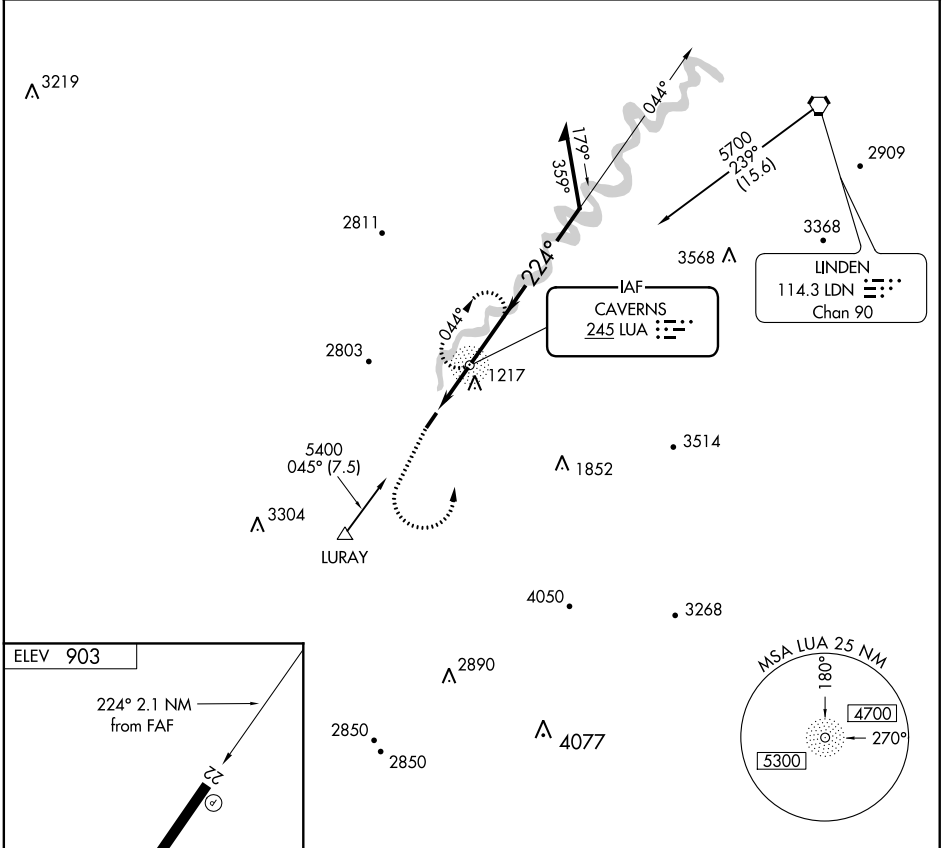 3219
044°
179°
359°
5700
239°
(15.6)
2909
2811
3368
3568
224°
LINDEN
114.3 LDN
Chan 90
IAF
CAVERNS
245 LUA
044°
2803
1217
5400
045° (7.5)
3514
1852
3304
LURAY
4050
3268
ELEV 903
2890
MSA LUA 25 NM
180°
224° 2.1 NM
from FAF
4700
270°
2850
4077
2850
5300
22